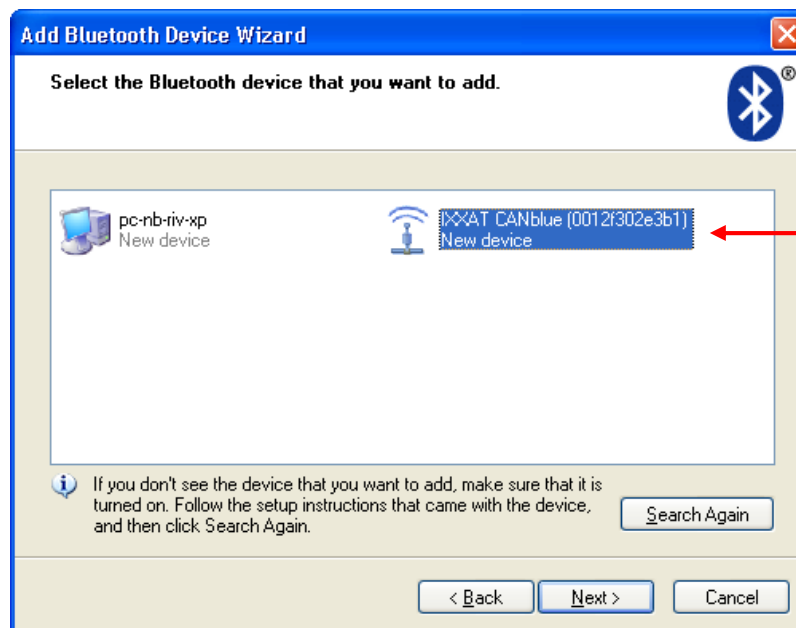 Add Bluetooth Device Wizard
Select the Bluetooth device that you want to add.
®
pc-nb-riv-xp
New device
IXXAT CANblue (0012f302e3b1)
New device
If you don't see the device that you want to add, make sure that it is
turned on. Follow the setup instructions that came with the device,
and then click Search Again.
Search Again
< Back
Next >
Cancel